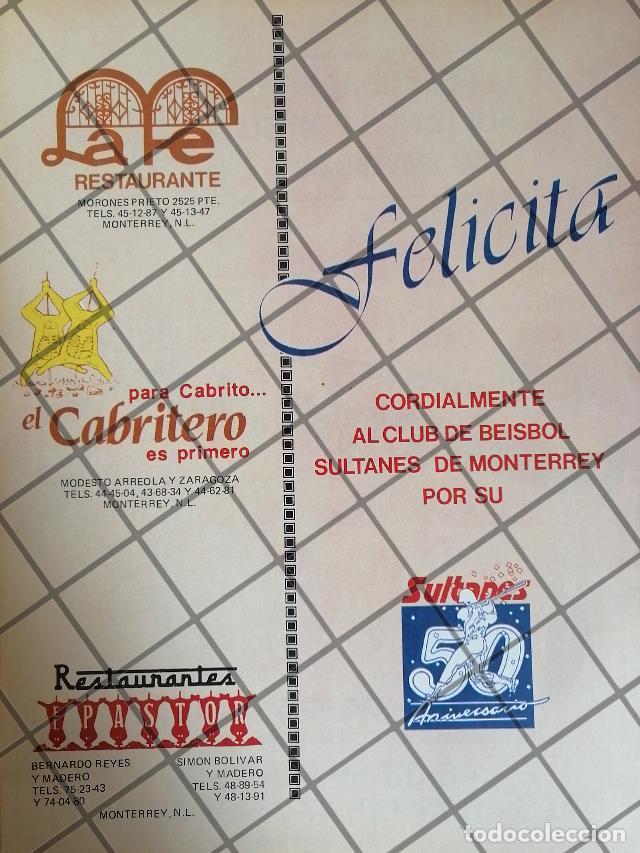 La Fe
RESTAURANTE
MORONES PRIETO 2525 PTE.
TELS. 45-12-87 Y 45-13-47
MONTERREY, N.L.
para Cabrito...
el Cabritero
es primero
MODESTO ARREOLA Y ZARAGOZA
TELS. 44-45-04, 43-68-34 Y 44-62-81
MONTERREY, N.L.
Restaurantes
EL PASTOR
BERNARDO REYES
Y MADERO
TELS. 75-23-43
Y 74-04-80
SIMON BOLIVAR
Y MADERO
TELS. 48-89-54
Y 48-13-91
MONTERREY, N.L.
Felicita
CORDIALMENTE
AL CLUB DE BEISBOL
SULTANES DE MONTERREY
POR SU
Sultanes
50
Aniversario
todocoleccion